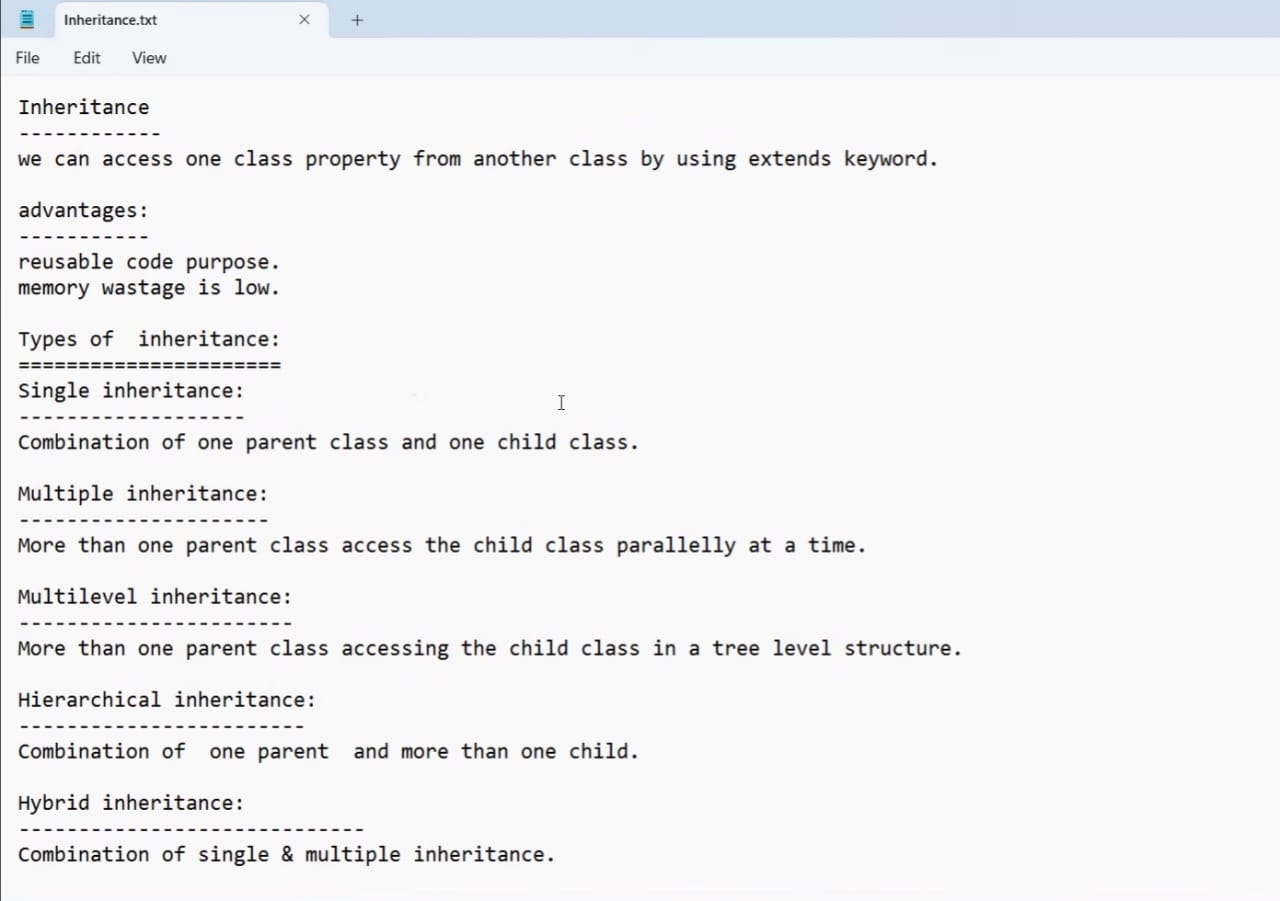 Inheritance.txt
File Edit View
Inheritance
------------
we can access one class property from another class by using extends keyword.
advantages:
-----------
reusable code purpose.
memory wastage is low.
Types of  inheritance:
======================
Single inheritance:
-------------------
Combination of one parent class and one child class.
Multiple inheritance:
---------------------
More than one parent class access the child class parallelly at a time.
Multilevel inheritance:
-----------------------
More than one parent class accessing the child class in a tree level structure.
Hierarchical inheritance:
------------------------
Combination of  one parent  and more than one child.
Hybrid inheritance:
-----------------------------
Combination of single & multiple inheritance.